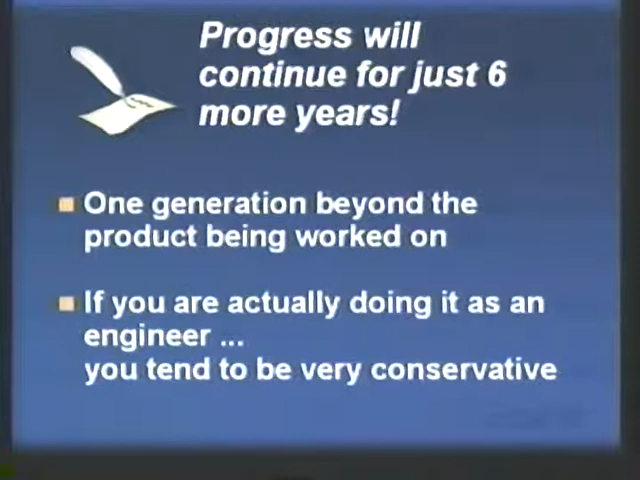 Progress will
continue for just 6
more years!
One generation beyond the
product being worked on
If you are actually doing it as an
engineer ...
you tend to be very conservative